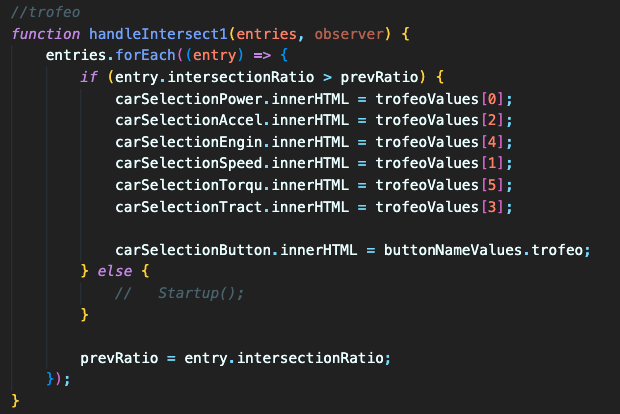 //trofeo
function handleIntersect1(entries, observer) {
    entries.forEach((entry) => {
        if (entry.intersectionRatio > prevRatio) {
            carSelectionPower.innerHTML = trofeoValues[0];
            carSelectionAccel.innerHTML = trofeoValues[2];
            carSelectionEngin.innerHTML = trofeoValues[4];
            carSelectionSpeed.innerHTML = trofeoValues[1];
            carSelectionTorqu.innerHTML = trofeoValues[5];
            carSelectionTract.innerHTML = trofeoValues[3];

            carSelectionButton.innerHTML = buttonNameValues.trofeo;
        } else {
            //   Startup();
        }

        prevRatio = entry.intersectionRatio;
    });
}